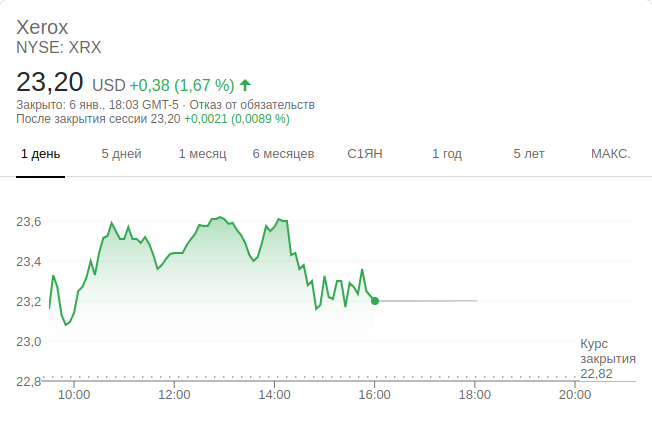 Xerox
NYSE: XRX
23,20 USD +0,38 (1,67 %)
Закрыто: 6 янв., 18:03 GMT-5 · Отказ от обязательств
После закрытия сессии 23,20 +0,0021 (0,0089 %)
1 день 5 дней 1 месяц 6 месяцев С1ЯН 1 год 5 лет МАКС.
23,6
23,4
23,2
23,0
Курс
закрытия
22,82
22,8
10:00 12:00 14:00 16:00 18:00 20:00